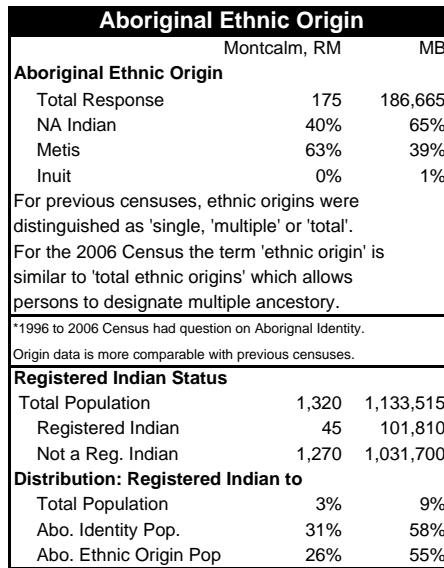 Aboriginal Ethnic Origin
Montcalm, RM MB
Aboriginal Ethnic Origin
Total Response 175 186,665
NA Indian 40% 65%
Metis 63% 39%
Inuit 0% 1%
For previous censuses, ethnic origins were
distinguished as 'single, 'multiple' or 'total'.
For the 2006 Census the term 'ethnic origin' is
similar to 'total ethnic origins' which allows
persons to designate multiple ancestory.
*1996 to 2006 Census had question on Aborignal Identity.
Origin data is more comparable with previous censuses.
Registered Indian Status
Total Population 1,320 1,133,515
Registered Indian 45 101,810
Not a Reg. Indian 1,270 1,031,700
Distribution: Registered Indian to
Total Population 3% 9%
Abo. Identity Pop. 31% 58%
Abo. Ethnic Origin Pop 26% 55%